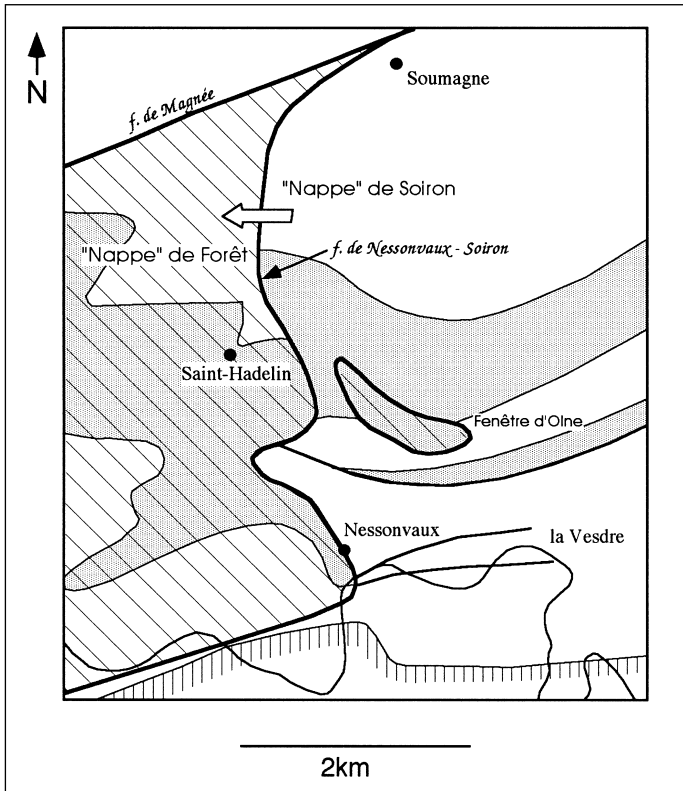 N
Soumagne
f. de Magnée
"Nappe" de Soiron
"Nappe" de Forêt
f. de Nessonvaux - Soiron
Saint-Hadelin
Fenêtre d'Olne
Nessonvaux
la Vesdre
2km